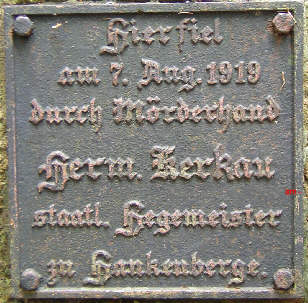 Hier fiel
am 7. Aug. 1919
durch Mörderhand
Herm. Kerkau
staatl. Hegemeister
zu Hankenberge.